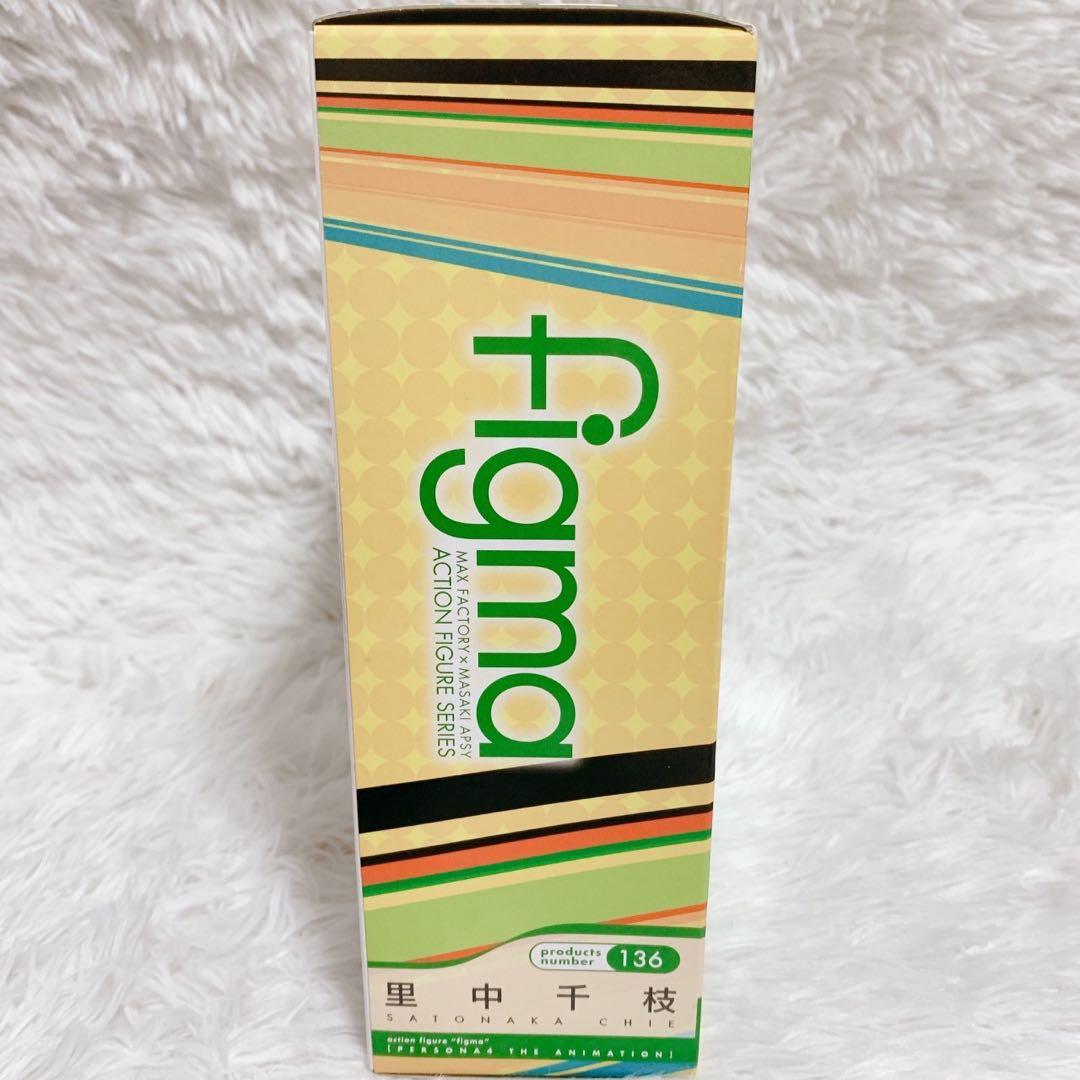 figma
MAX FACTORY × MASAKI APSY
ACTION FIGURE SERIES
products
number 136
里中千枝
SATONAKA CHIE
action figure "figma"
[PERSONA4 THE ANIMATION]